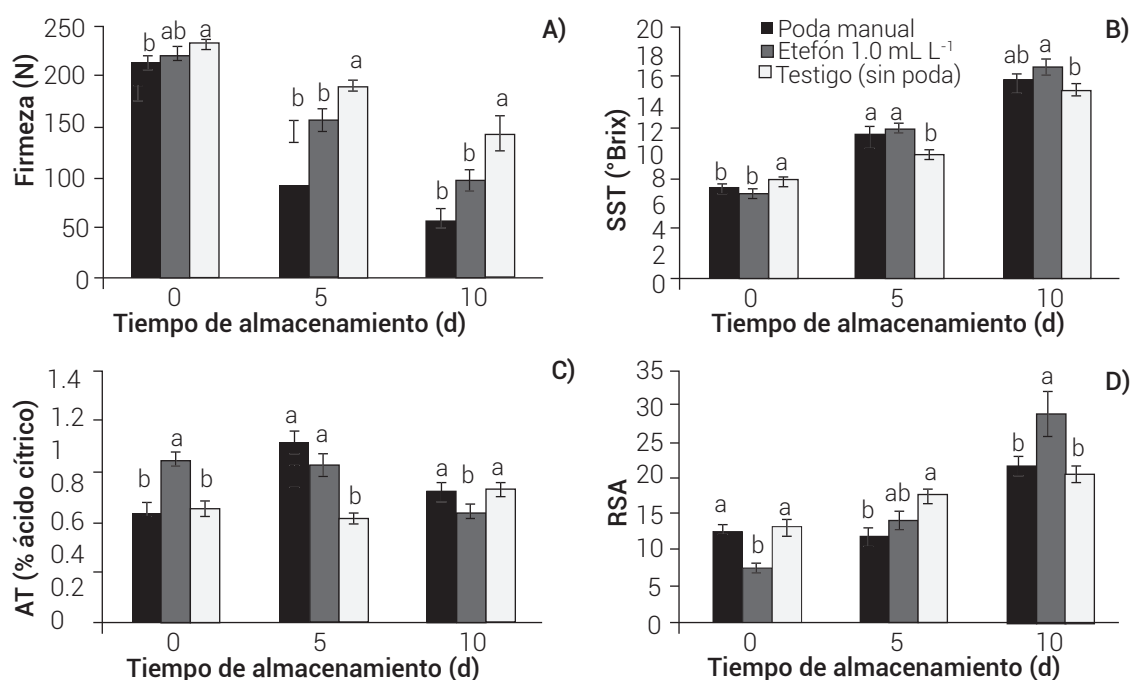 A)
250
200
150
100
50
0
Firmeza (N)
b ab a
b b a
b b a
0 5 10
Tiempo de almacenamiento (d)
B)
Poda manual
Etefón 1.0 mL L⁻¹
Testigo (sin poda)
20
18
16
14
12
10
8
6
4
2
0
SST (°Brix)
b b a
a a b
ab a b
0 5 10
Tiempo de almacenamiento (d)
C)
1.4
1.2
1
0.8
0.6
0.4
0.2
0
AT (% ácido cítrico)
b a b
a a b
a b a
0 5 10
Tiempo de almacenamiento (d)
D)
35
30
25
20
15
10
5
0
RSA
a b a
b ab a
b a b
0 5 10
Tiempo de almacenamiento (d)